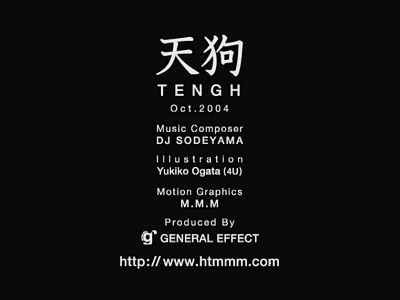 天狗
TENGH
Oct.2004
Music Composer
DJ SODEYAMA
Illustration
Yukiko Ogata (4U)
Motion Graphics
M.M.M
Produced By
GENERAL EFFECT
http://www.htmmm.com